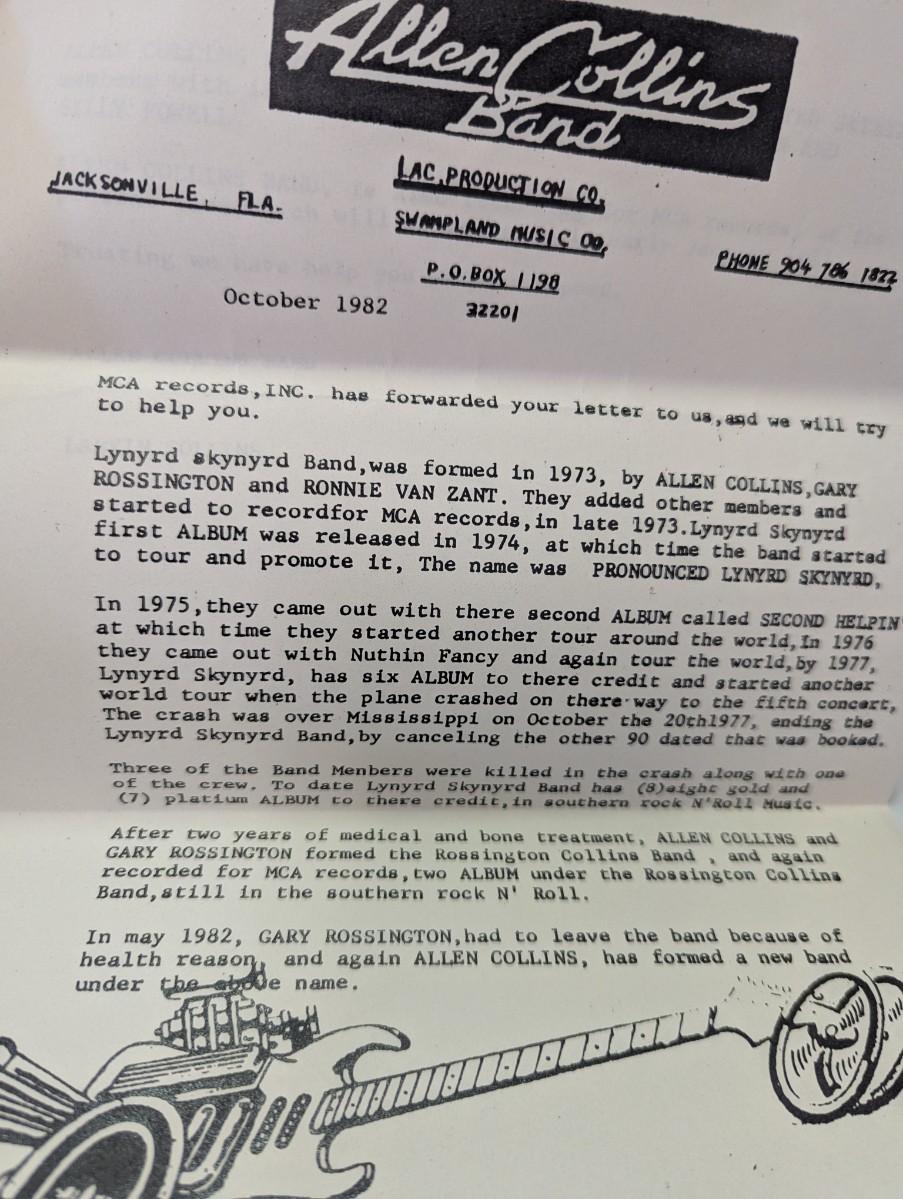 Allen Collins
Band
JACKSONVILLE, FLA.
LAC.PRODUCTION CO,
SWAMPLAND MUSIC CO,
P.O.BOX 1198
32201
PHONE 904 786 1822
October 1982
MCA records,INC. has forwarded your letter to us,and we will try
to help you.
Lynyrd skynyrd Band,was formed in 1973, by ALLEN COLLINS,GARY
ROSSINGTON and RONNIE VAN ZANT. They added other members and
started to recordfor MCA records,in late 1973.Lynyrd Skynyrd
first ALBUM was released in 1974, at which time the band started
to tour and promote it, The name was PRONOUNCED LYNYRD SKYNYRD,
In 1975,they came out with there second ALBUM called SECOND HELPIN
at which time they started another tour around the world,In 1976
they came out with Nuthin Fancy and again tour the world,by 1977,
Lynyrd Skynyrd, has six ALBUM to there credit and started another
world tour when the plane crashed on there way to the fifth concert,
The crash was over Mississippi on October the 20th1977, ending the
Lynyrd Skynyrd Band,by canceling the other 90 dated that was booked.
Three of the Band Menbers were killed in the crash along with one
of the crew. To date Lynyrd Skynyrd Band has (8)eight gold and
(7) platium ALBUM to there credit,in southern rock N'Roll Music.
After two years of medical and bone treatment, ALLEN COLLINS and
GARY ROSSINGTON formed the Rossington Collins Band , and again
recorded for MCA records,two ALBUM under the Rossington Collins
Band,still in the southern rock N' Roll.
In may 1982, GARY ROSSINGTON,had to leave the band because of
health reason, and again ALLEN COLLINS, has formed a new band
under the above name.